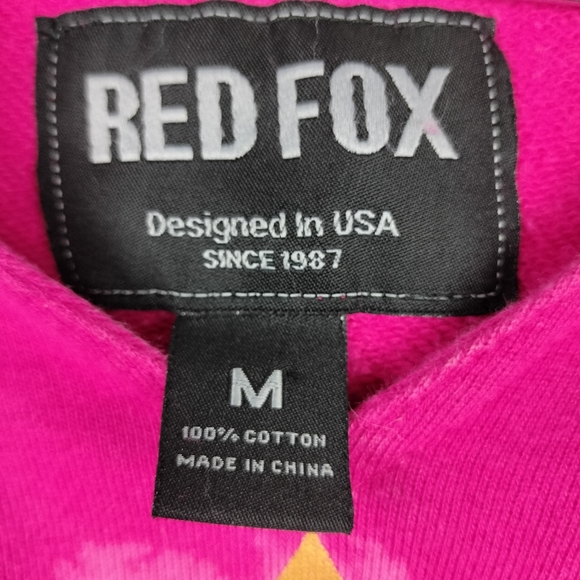 RED FOX
Designed In USA
SINCE 1987
M
100% COTTON
MADE IN CHINA